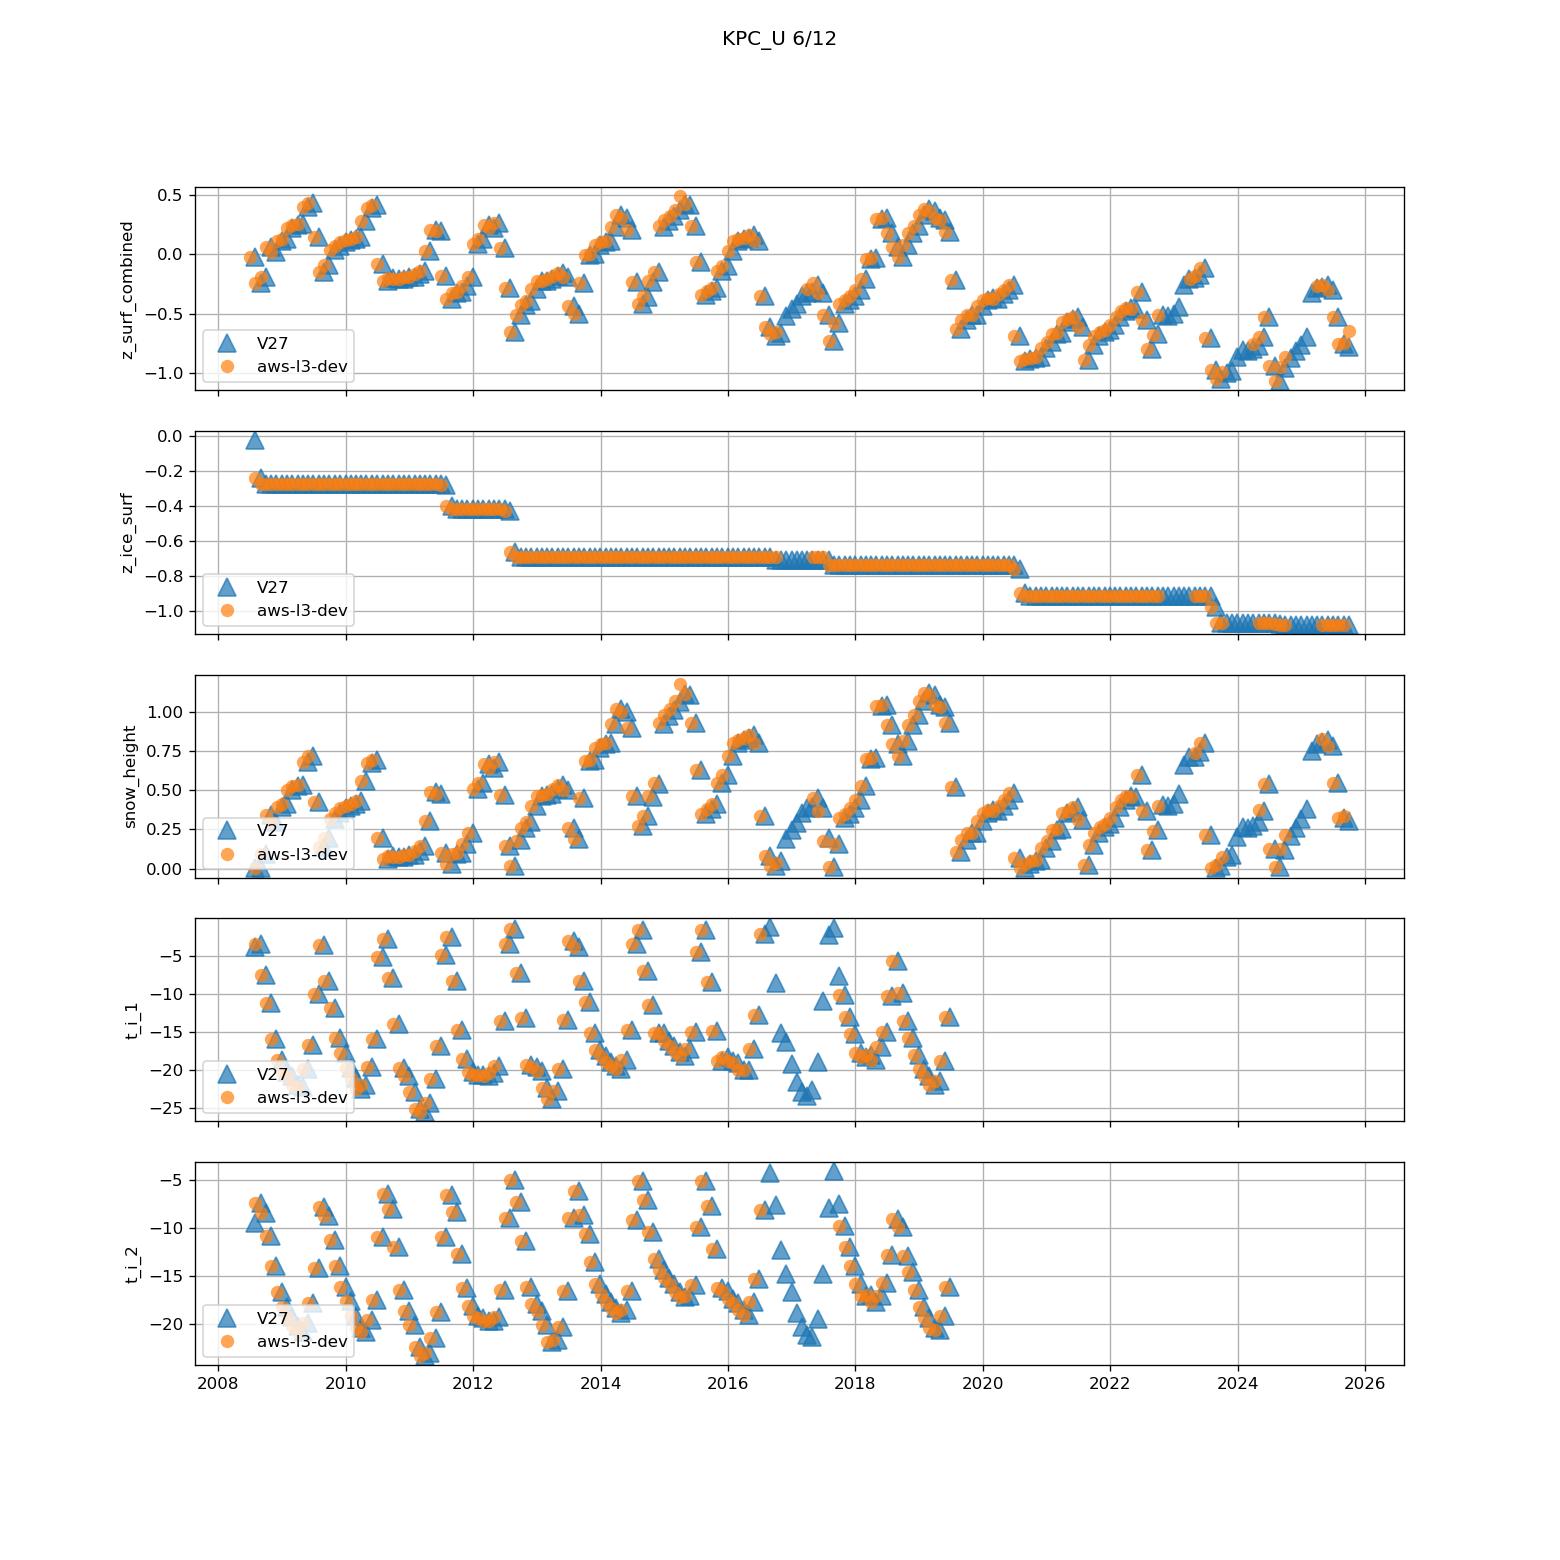 KPC_U 6/12
z_surf_combined
0.5
0.0
−0.5
−1.0
V27
aws-l3-dev
z_ice_surf
0.0
−0.2
−0.4
−0.6
−0.8
−1.0
V27
aws-l3-dev
snow_height
1.00
0.75
0.50
0.25
0.00
V27
aws-l3-dev
t_i_1
−5
−10
−15
−20
−25
V27
aws-l3-dev
t_i_2
−5
−10
−15
−20
V27
aws-l3-dev
2008 2010 2012 2014 2016 2018 2020 2022 2024 2026